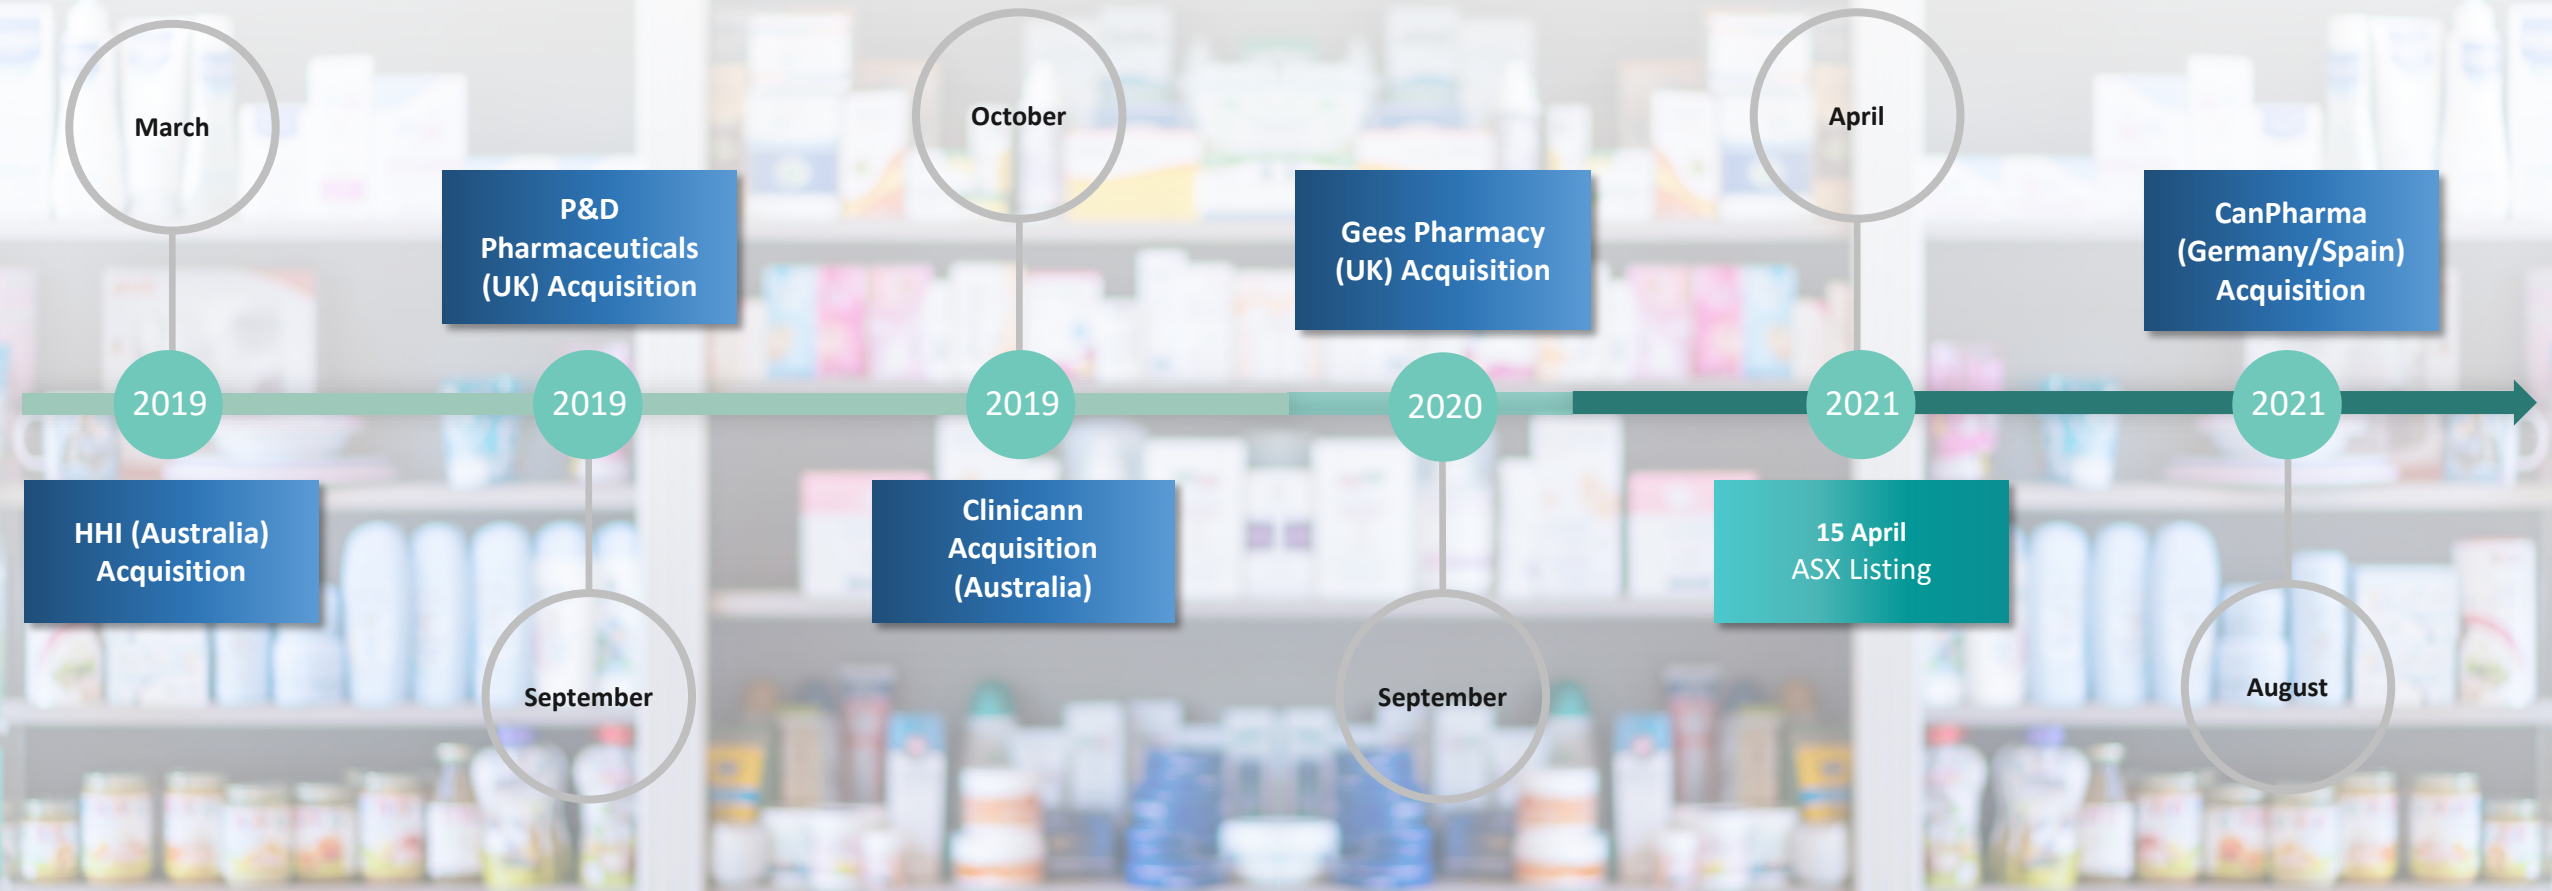 March
2019
HHI (Australia)
Acquisition
P&D
Pharmaceuticals
(UK) Acquisition
2019
September
October
2019
Clinicann
Acquisition
(Australia)
Gees Pharmacy
(UK) Acquisition
2020
September
April
2021
15 April
ASX Listing
CanPharma
(Germany/Spain)
Acquisition
2021
August